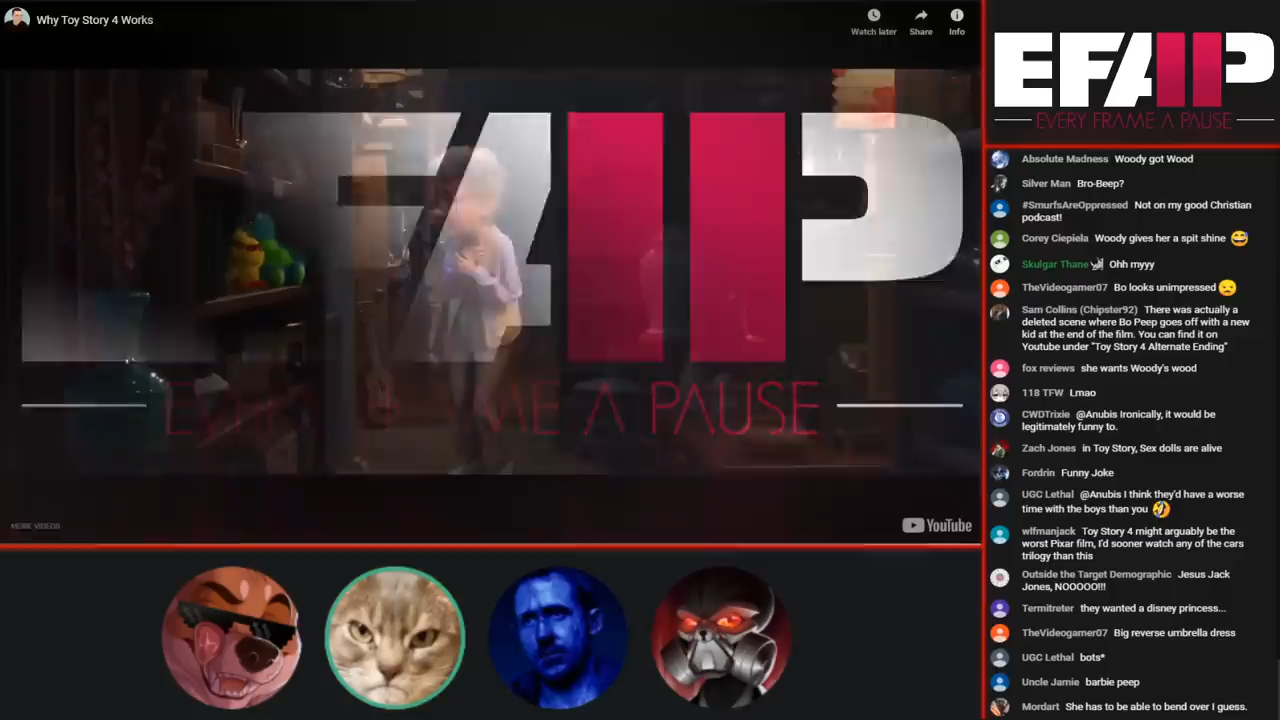 Why Toy Story 4 Works
Watch later
Share
Info
FAIIP
EVERY FRAME A PAUSE
MORE VIDEOS
YouTube
EFAIIP
EVERY FRAME A PAUSE
Absolute Madness Woody got Wood
Silver Man Bro-Beep?
#SmurfsAreOppressed Not on my good Christian
podcast!
Corey Ciepiela Woody gives her a spit shine 😅
Skulgar Thane Ohh myyy
TheVideogamer07 Bo looks unimpressed 😒
Sam Collins (Chipster92) There was actually a
deleted scene where Bo Peep goes off with a new
kid at the end of the film. You can find it on
Youtube under "Toy Story 4 Alternate Ending"
fox reviews she wants Woody's wood
118 TFW Lmao
CWDTrixie @Anubis Ironically, it would be
legitimately funny to.
Zach Jones in Toy Story, Sex dolls are alive
Fordrin Funny Joke
UGC Lethal @Anubis I think they'd have a worse
time with the boys than you 🤣
wlfmanjack Toy Story 4 might arguably be the
worst Pixar film, I'd sooner watch any of the cars
trilogy than this
Outside the Target Demographic Jesus Jack
Jones, NOOOOO!!!
Termitreter they wanted a disney princess...
TheVideogamer07 Big reverse umbrella dress
UGC Lethal bots*
Uncle Jamie barbie peep
Mordart She has to be able to bend over I guess.